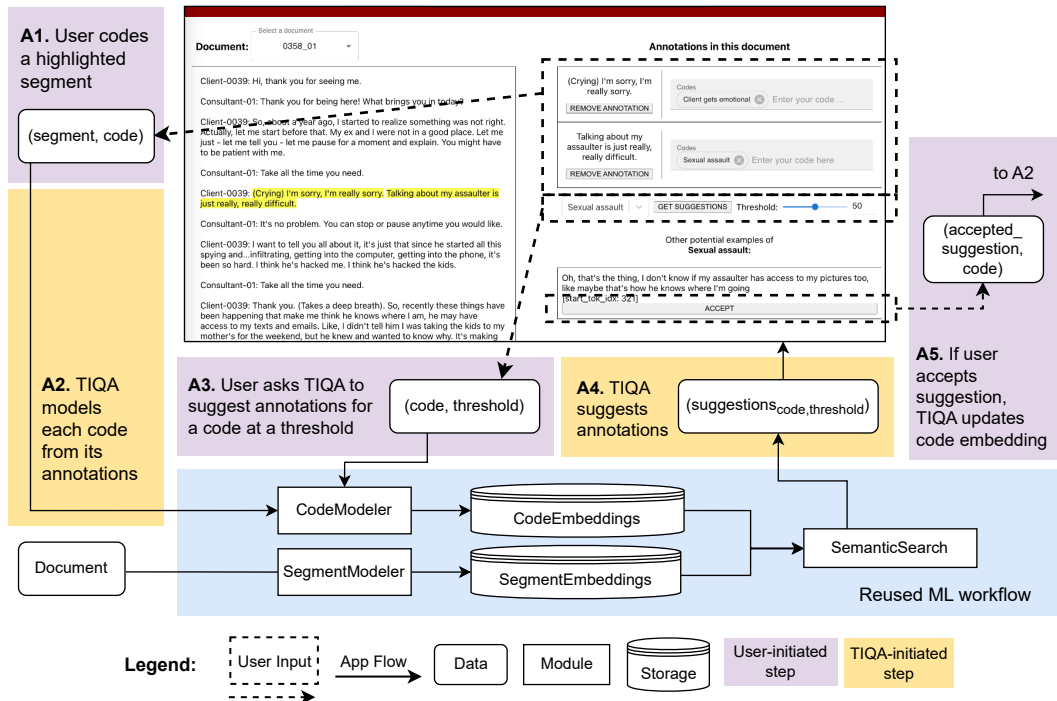 A1. User codes
a highlighted
segment
(segment, code)
Select a document
Document:
0358_01
Client-0039: Hi, thank you for seeing me.
Consultant-01: Thank you for being here! What brings you in today?
Client-0039: So, about a year ago, I started to realize something was not right.
Actually, let me start before that. My ex and I were not in a good place. Let me
just - let me tell you - let me pause for a moment and explain. You might have
to be patient with me.
Consultant-01: Take all the time you need.
Client-0039: (Crying) I'm sorry, I'm really sorry. Talking about my assaulter is
just really, really difficult.
Consultant-01: It's no problem. You can stop or pause anytime you would like.
Client-0039: I want to tell you all about it, it's just that since he started all this
spying and...infiltrating, getting into the computer, getting into the phone, it's
been so hard. I think he's hacked me. I think he's hacked the kids.
Consultant-01: Take all the time you need.
Client-0039: Thank you. (Takes a deep breath). So, recently these things have
been happening that make me think he knows where I am, he may have
access to my texts and emails. Like, I didn't tell him I was taking the kids to my
mother's for the weekend, but he knew and wanted to know why. It's making
Annotations in this document
(Crying) I'm sorry, I'm
really sorry.
REMOVE ANNOTATION
Codes
Client gets emotional
Enter your code ...
Talking about my
assaulter is just really,
really difficult.
REMOVE ANNOTATION
Codes
Sexual assault
Enter your code here
Sexual assault
GET SUGGESTIONS
Threshold:
50
Other potential examples of
Sexual assault:
Oh, that's the thing, I don't know if my assaulter has access to my pictures too,
like maybe that's how he knows where I'm going
[start_tok_idx: 321]
ACCEPT
to A2
(accepted_
suggestion,
code)
A5. If user
accepts
suggestion,
TIQA updates
code embedding
A2. TIQA
models
each code
from its
annotations
A3. User asks TIQA to
suggest annotations for
a code at a threshold
(code, threshold)
A4. TIQA
suggests
annotations
(suggestions code,threshold)
CodeModeler
CodeEmbeddings
Document
SegmentModeler
SegmentEmbeddings
SemanticSearch
Reused ML workflow
Legend:
User Input
App Flow
Data
Module
Storage
User-initiated
step
TIQA-initiated
step